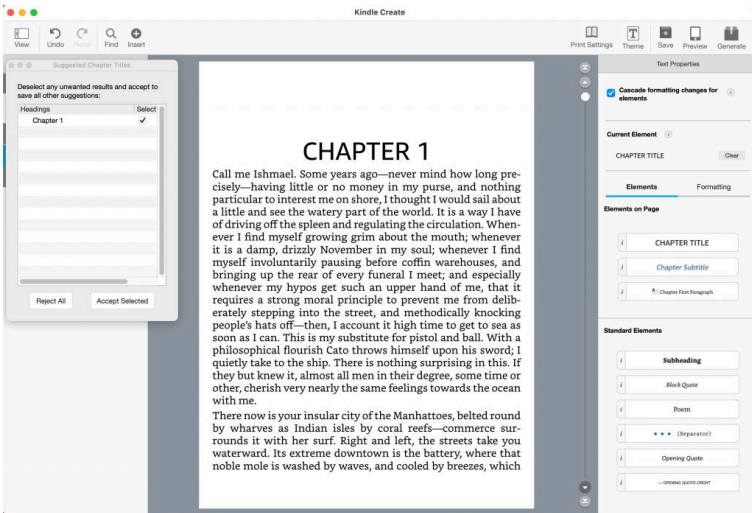 Kindle Create
View
Undo
Redo
Find
Insert
Print Settings
Theme
Save
Preview
Generate
Suggested Chapter Titles
Deselect any unwanted results and accept to
save all other suggestions:
Headings
Select
Chapter 1
Reject All
Accept Selected
CHAPTER 1
Call me Ishmael. Some years ago—never mind how long pre-
cisely—having little or no money in my purse, and nothing
particular to interest me on shore, I thought I would sail about
a little and see the watery part of the world. It is a way I have
of driving off the spleen and regulating the circulation. When-
ever I find myself growing grim about the mouth; whenever
it is a damp, drizzly November in my soul; whenever I find
myself involuntarily pausing before coffin warehouses, and
bringing up the rear of every funeral I meet; and especially
whenever my hypos get such an upper hand of me, that it
requires a strong moral principle to prevent me from delib-
erately stepping into the street, and methodically knocking
people's hats off—then, I account it high time to get to sea as
soon as I can. This is my substitute for pistol and ball. With a
philosophical flourish Cato throws himself upon his sword; I
quietly take to the ship. There is nothing surprising in this. If
they but knew it, almost all men in their degree, some time or
other, cherish very nearly the same feelings towards the ocean
with me.
There now is your insular city of the Manhattoes, belted round
by wharves as Indian isles by coral reefs—commerce sur-
rounds it with her surf. Right and left, the streets take you
waterward. Its extreme downtown is the battery, where that
noble mole is washed by waves, and cooled by breezes, which
Text Properties
Cascade formatting changes for
elements
i
Current Element
i
CHAPTER TITLE
Clear
Elements
Formatting
Elements on Page
i
CHAPTER TITLE
i
Chapter Subtitle
i
A Chapter First Paragraph
Standard Elements
i
Subheading
i
Block Quote
i
Poem
i
(Separator)
i
Opening Quote
i
—OPENING QUOTE CREDIT